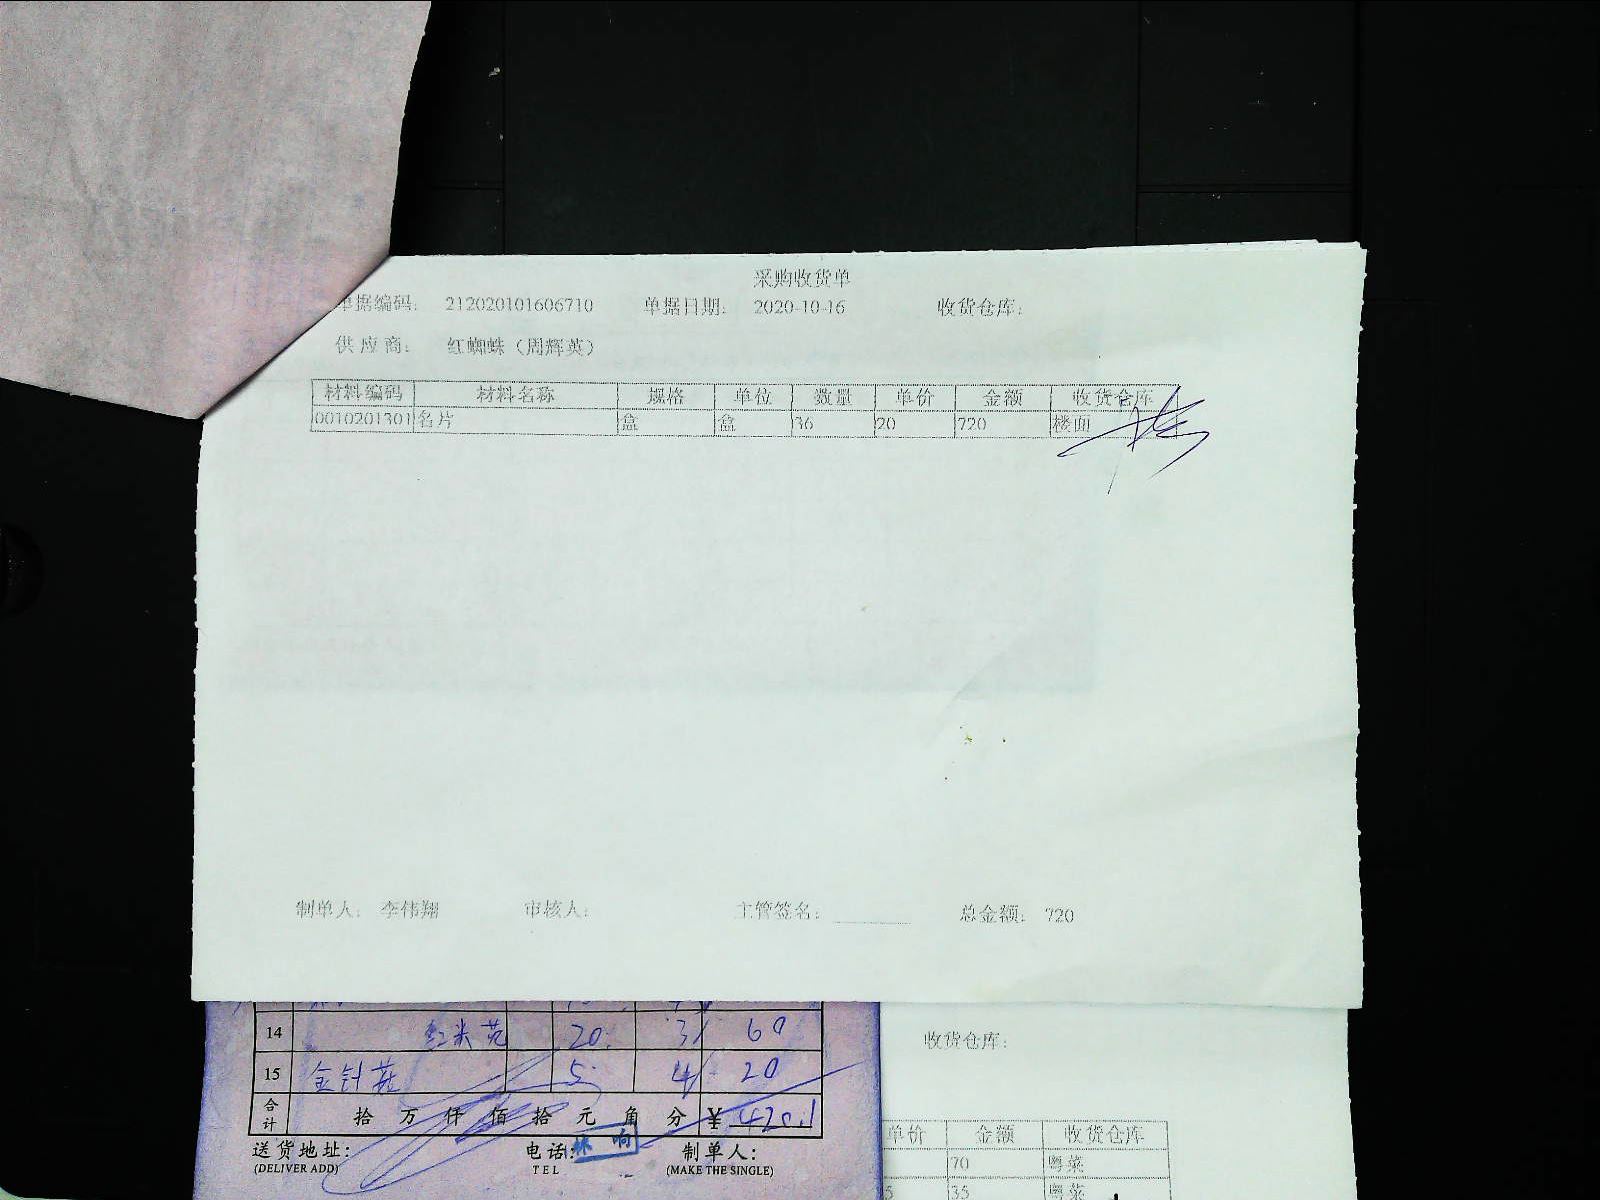 采购收货单
单据编码： 212020101606710 单据日期： 2020-10-16 收货仓库：
供应商： 红蜘蛛（周辉英）
材料编码 材料名称 规格 单位 数量 单价 金额 收货仓库
0010201301 名片 盒 盒 36 20 720 楼面
制单人： 李伟翔 审核人： 主管签名： 总金额： 720
14 红米苋 20. 3/ 60
15 金针菇 5 4/ 20
合计 拾 万 仟 佰 拾 元 角 分 ¥ 420.1
送货地址： 电话： 制单人：
(DELIVER ADD) TEL (MAKE THE SINGLE)
收货仓库：
单价 金额 收货仓库
70 粤菜
5 35 粤菜